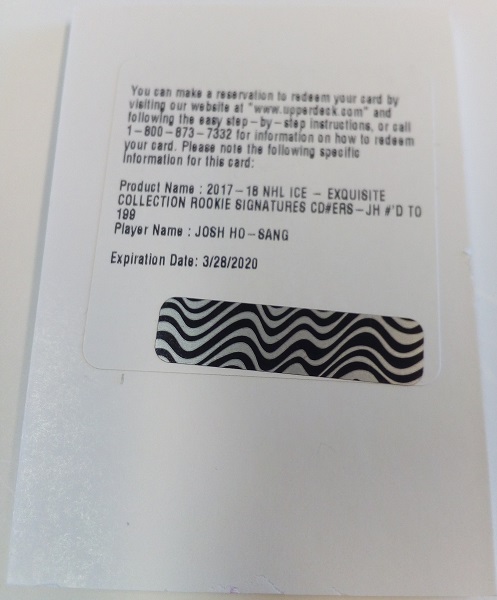 You can make a reservation to redeem your card by
visiting our website at "www.upperdeck.com" and
following the easy step-by-step instructions, or call
1-800-873-7332 for information on how to redeem
your card. Please note the following specific
information for this card:
Product Name : 2017-18 NHL ICE - EXQUISITE
COLLECTION ROOKIE SIGNATURES CD#ERS-JH #'D TO
199
Player Name : JOSH HO-SANG
Expiration Date: 3/28/2020